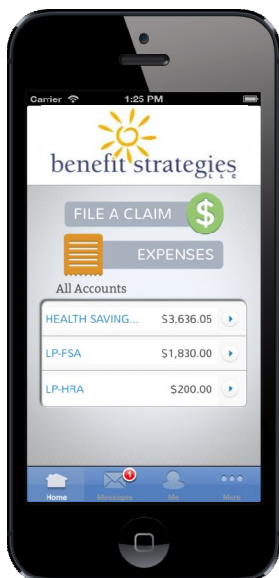 Carrier 1:25 PM
benefit strategies
LLC
FILE A CLAIM $
EXPENSES
All Accounts
HEALTH SAVING... $3,636.05
LP-FSA $1,830.00
LP-HRA $200.00
1
Home Messages Me More